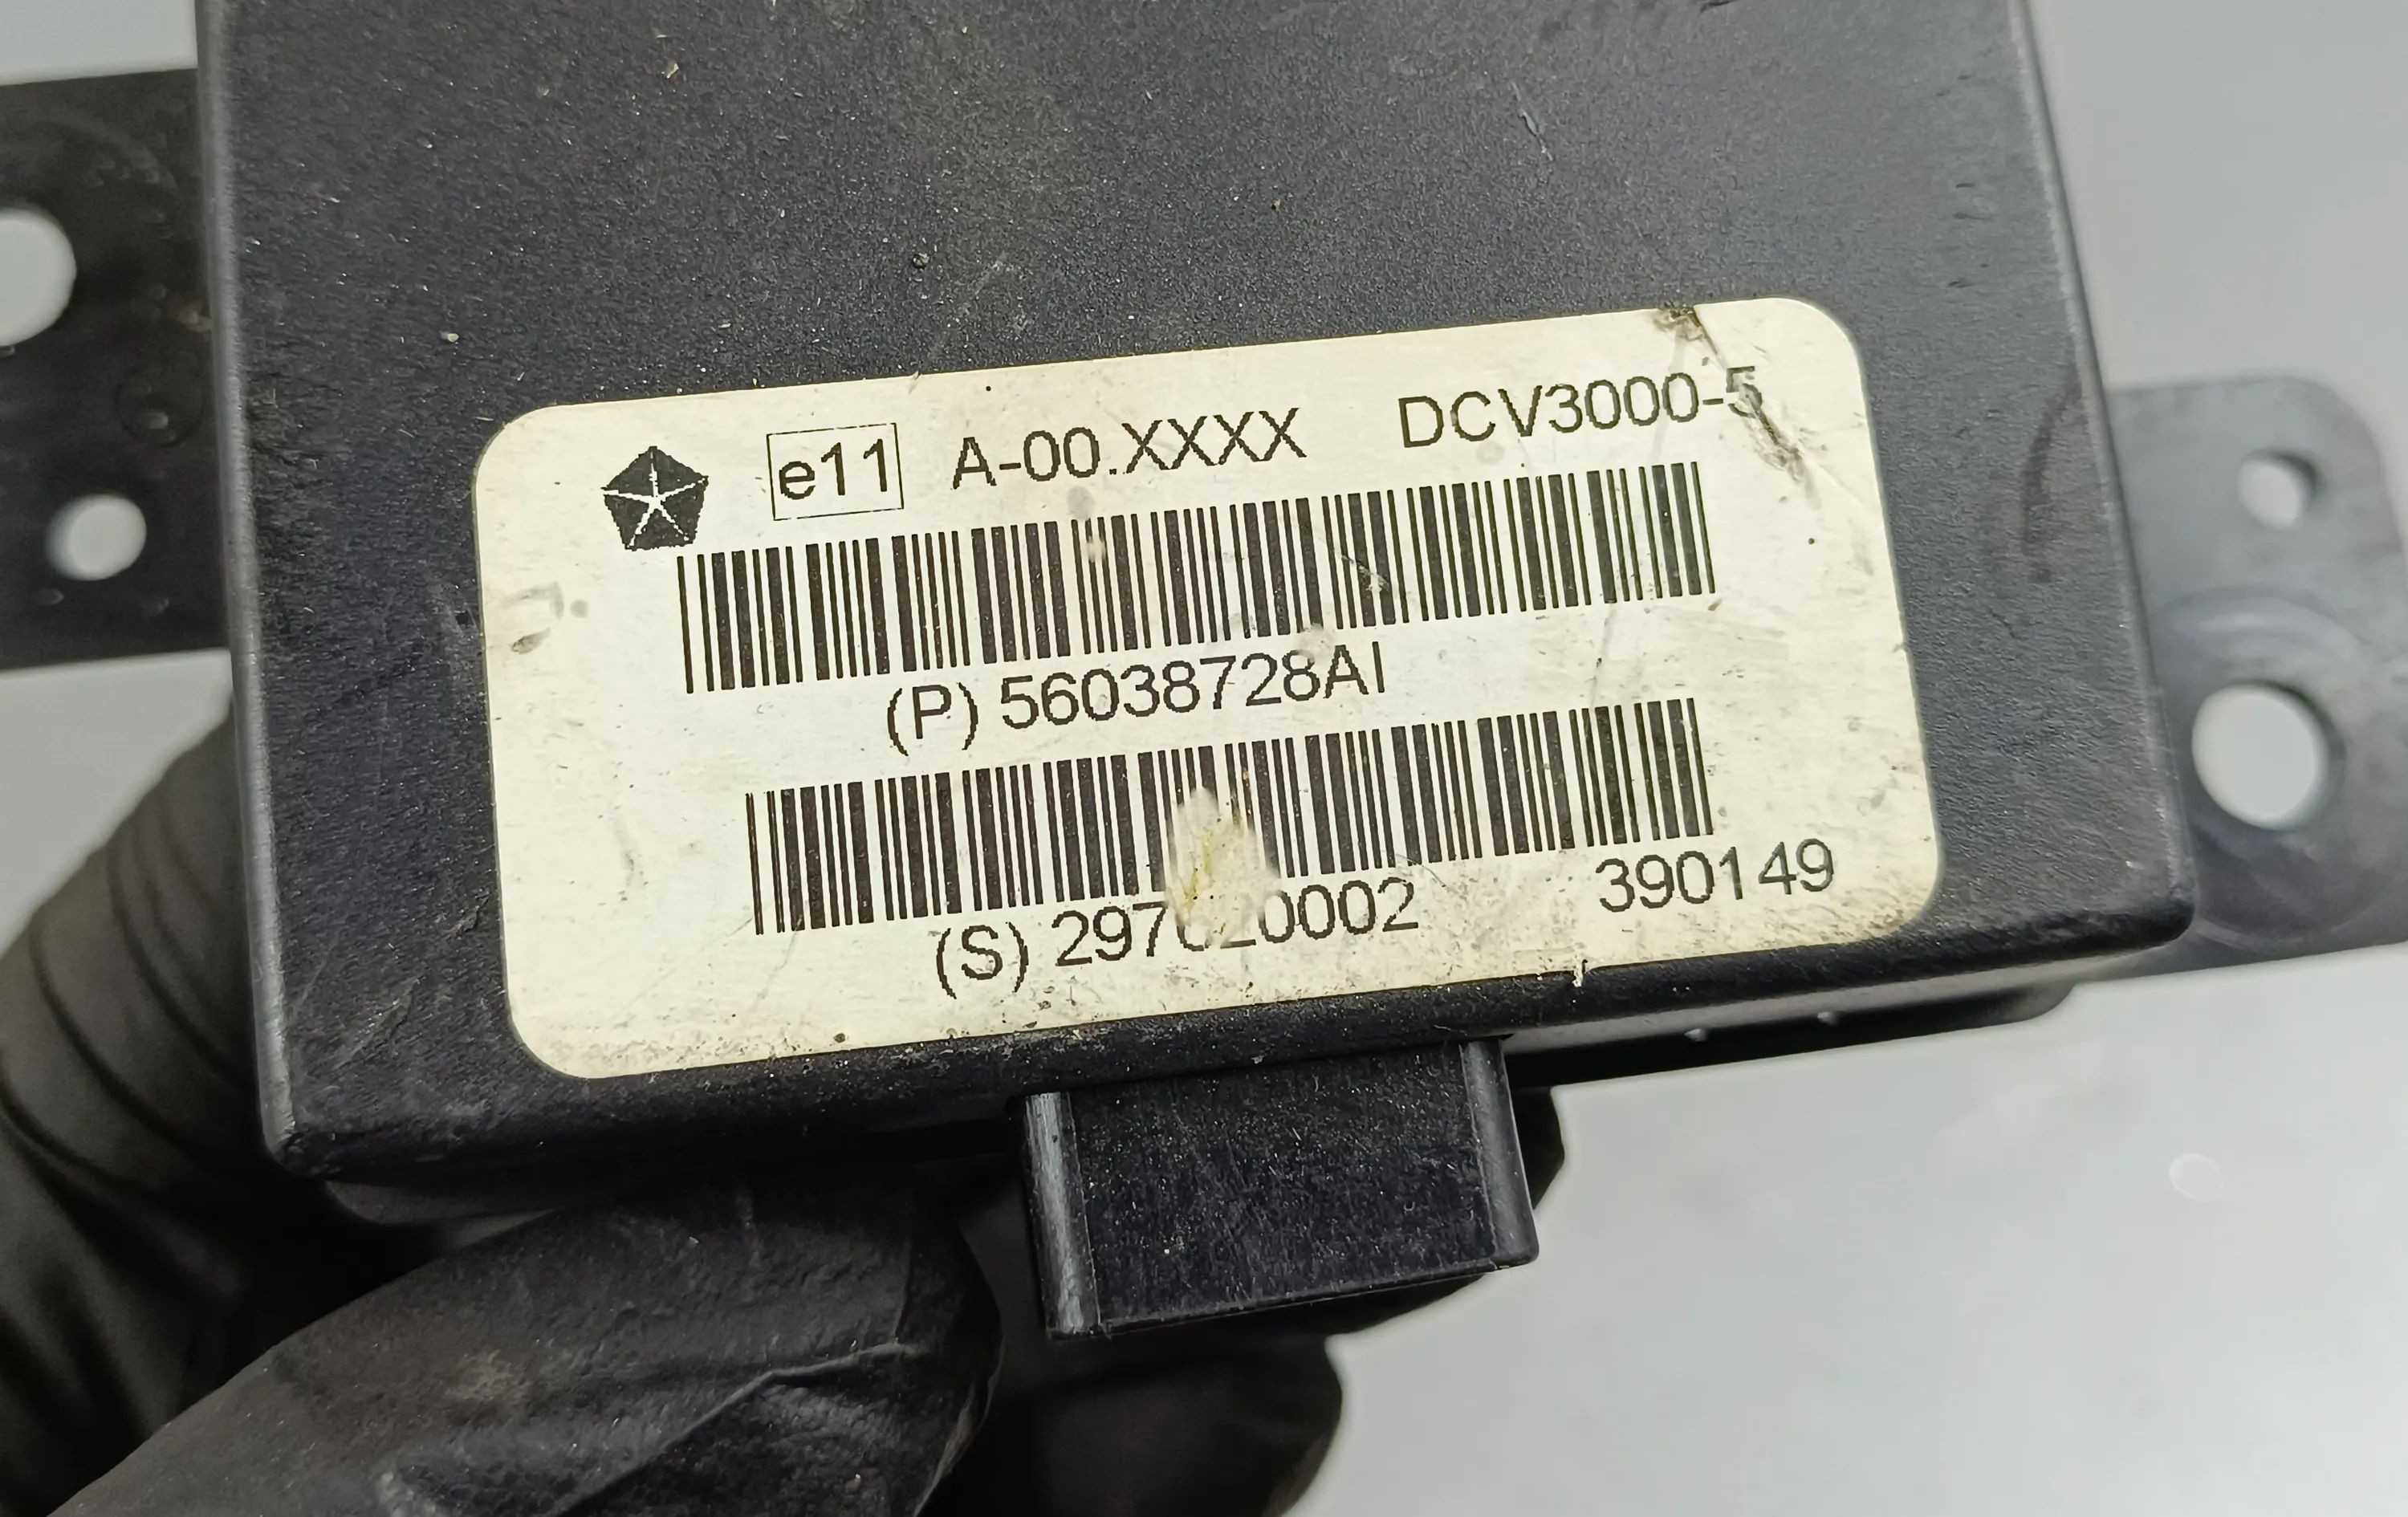 e11 A-00.XXXX DCV3000-5
(P) 56038728AI
(S) 390149